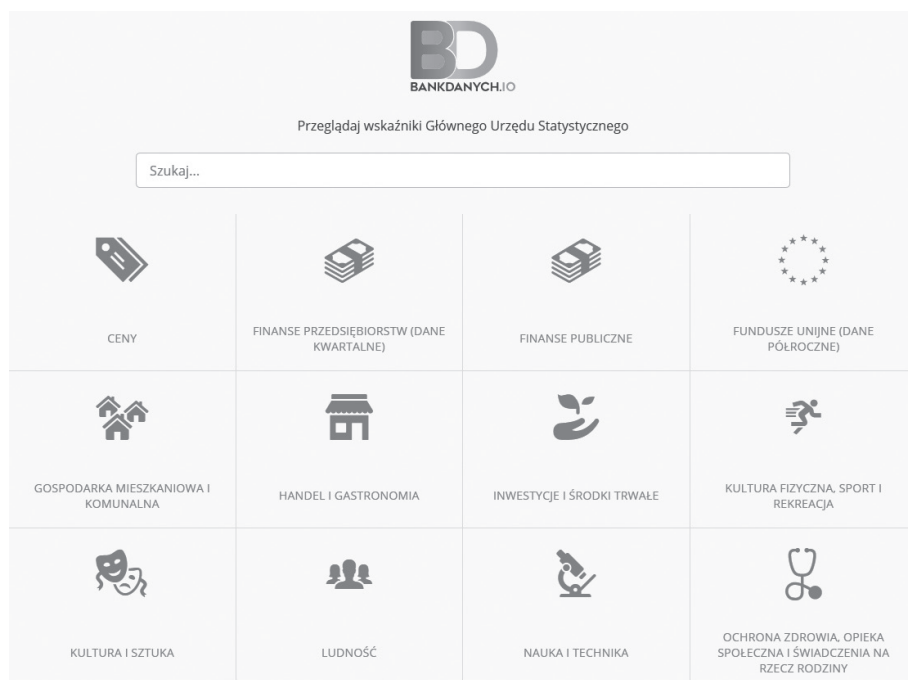 BD
BANKDANYCH.IO
Przeglądaj wskaźniki Głównego Urzędu Statystycznego
Szukaj...
CENY
FINANSE PRZEDSIĘBIORSTW (DANE
KWARTALNE)
FINANSE PUBLICZNE
FUNDUSZE UNIJNE (DANE
PÓŁROCZNE)
GOSPODARKA MIESZKANIOWA I
KOMUNALNA
HANDEL I GASTRONOMIA
INWESTYCJE I ŚRODKI TRWAŁE
KULTURA FIZYCZNA, SPORT I
REKREACJA
KULTURA I SZTUKA
LUDNOŚĆ
NAUKA I TECHNIKA
OCHRONA ZDROWIA, OPIEKA
SPOŁECZNA I ŚWIADCZENIA NA
RZECZ RODZINY